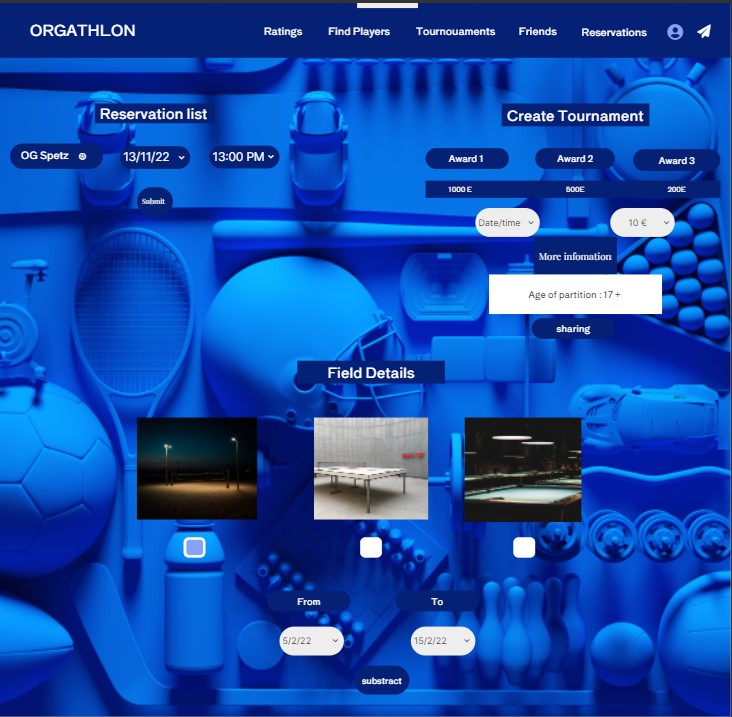 ORGATHLON
Ratings Find Players Tournouaments Friends Reservations
Reservation list
OG Spetz 13/11/22 13:00 PM
Submit
Create Tournament
Award 1 Award 2 Award 3
1000 E 500E 200E
Date/time 10 €
More infomation
Age of partition : 17 +
sharing
Field Details
From To
5/2/22 15/2/22
substract